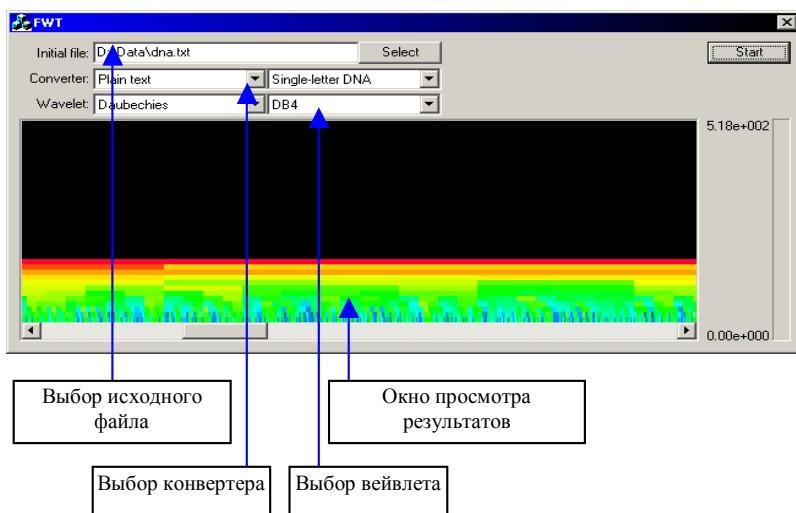 FWT
Initial file: D:\Data\dna.txt Select Start
Converter: Plain text Single-letter DNA
Wavelet: Daubechies DB4
5.18e+002
0.00e+000
Выбор исходного
файла
Окно просмотра
результатов
Выбор конвертера
Выбор вейвлета